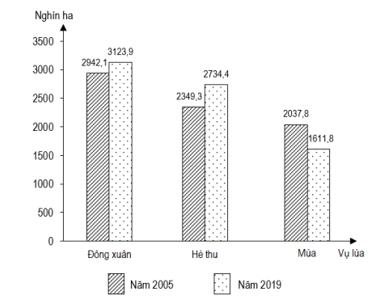 Nghìn ha
3500
3000
2500
2000
1500
1000
500
0
2942,1
3123,9
2349,3
2734,4
2037,8
1611,8
Đông xuân
Hè thu
Mùa
Vụ lúa
Năm 2005
Năm 2019